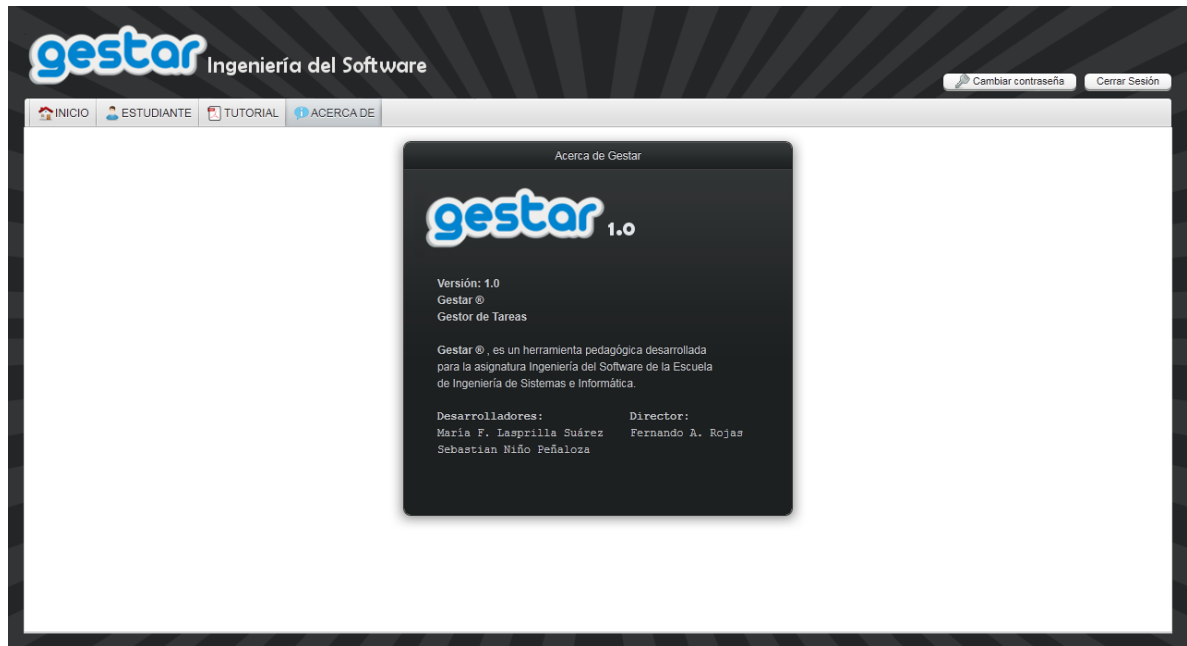 gestar Ingeniería del Software
Cambiar contraseña Cerrar Sesión
INICIO ESTUDIANTE TUTORIAL ACERCA DE
Acerca de Gestar
gestar 1.0
Versión: 1.0
Gestar ®
Gestor de Tareas
Gestar ® , es un herramienta pedagógica desarrollada
para la asignatura Ingeniería del Software de la Escuela
de Ingeniería de Sistemas e Informática.
Desarrolladores: Director:
María F. Lasprilla Suárez Fernando A. Rojas
Sebastian Niño Peñaloza